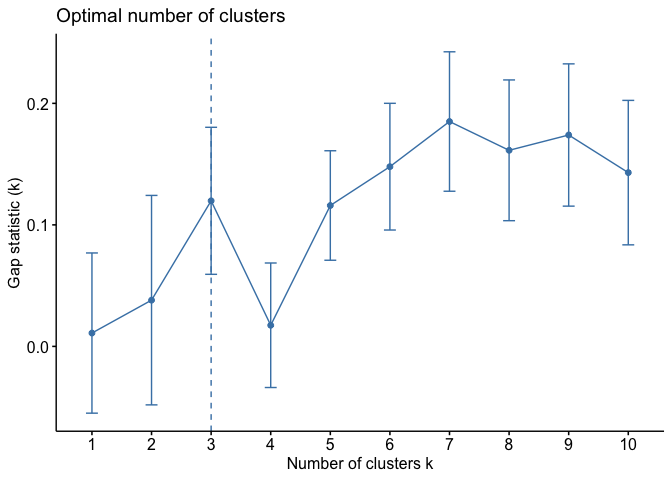 Optimal number of clusters
Gap statistic (k)
0.2
0.1
0.0
1 2 3 4 5 6 7 8 9 10
Number of clusters k